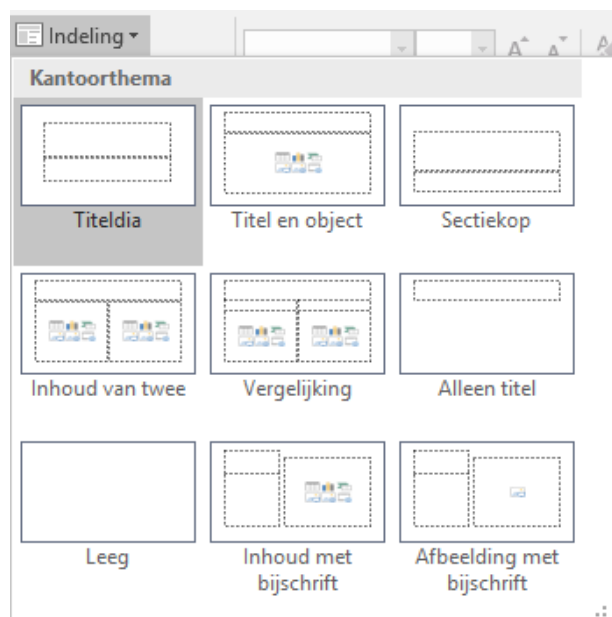 Indeling
Kantoorthema
Titeldia
Titel en object
Sectiekop
Inhoud van twee
Vergelijking
Alleen titel
Leeg
Inhoud met
bijschrift
Afbeelding met
bijschrift